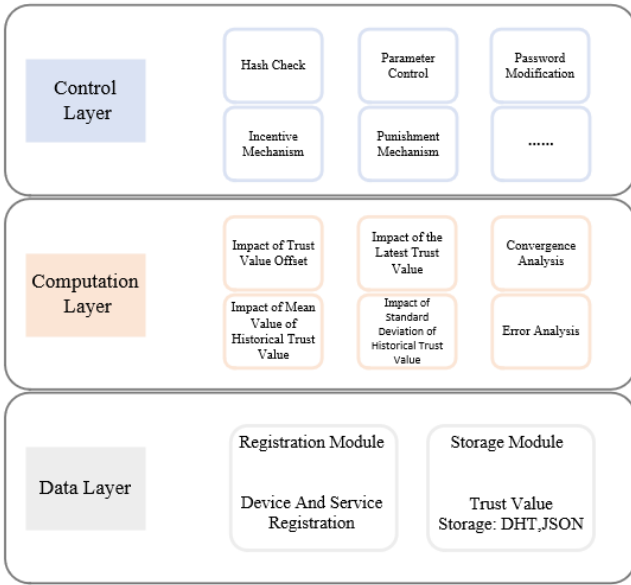 Control
Layer
Hash Check
Parameter
Control
Password
Modification
Incentive
Mechanism
Punishment
Mechanism
......
Computation
Layer
Impact of Trust
Value Offset
Impact of the
Latest Trust
Value
Convergence
Analysis
Impact of Mean
Value of
Historical Trust
Value
Impact of
Standard
Deviation of
Historical Trust
Value
Error Analysis
Data Layer
Registration Module
Device And Service
Registration
Storage Module
Trust Value
Storage: DHT,JSON